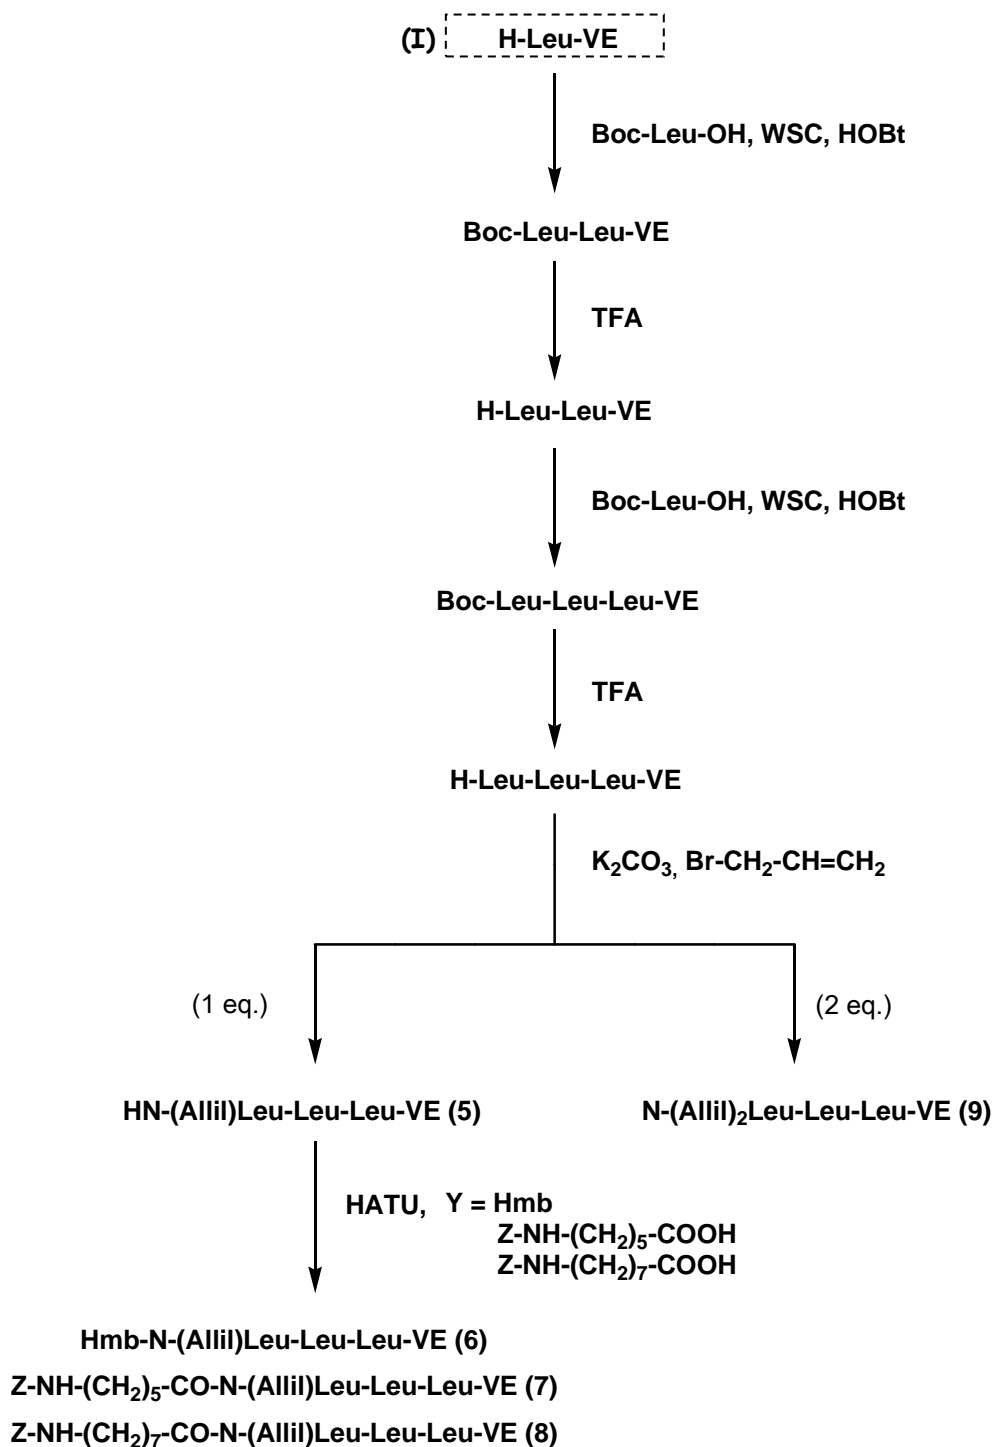 (I) H-Leu-VE
Boc-Leu-OH, WSC, HOBt
Boc-Leu-Leu-VE
TFA
H-Leu-Leu-VE
Boc-Leu-OH, WSC, HOBt
Boc-Leu-Leu-Leu-VE
TFA
H-Leu-Leu-Leu-VE
K₂CO₃, Br-CH₂-CH=CH₂
(1 eq.)
(2 eq.)
HN-(Allil)Leu-Leu-Leu-VE (5)
N-(Allil)₂Leu-Leu-Leu-VE (9)
HATU, Y = Hmb
Z-NH-(CH₂)₅-COOH
Z-NH-(CH₂)₇-COOH
Hmb-N-(Allil)Leu-Leu-Leu-VE (6)
Z-NH-(CH₂)₅-CO-N-(Allil)Leu-Leu-Leu-VE (7)
Z-NH-(CH₂)₇-CO-N-(Allil)Leu-Leu-Leu-VE (8)